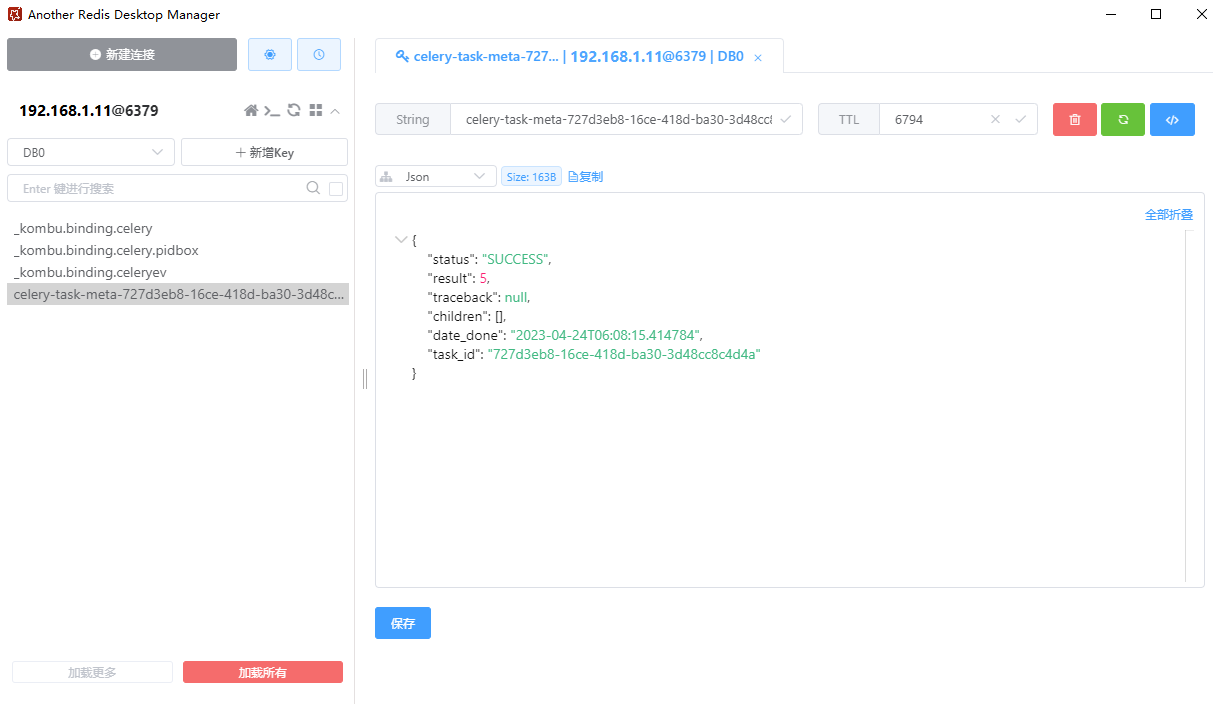 Another Redis Desktop Manager
新建连接
192.168.1.11@6379
DB0
新增Key
Enter 键进行搜索
_kombu.binding.celery
_kombu.binding.celery.pidbox
_kombu.binding.celeryev
celery-task-meta-727d3eb8-16ce-418d-ba30-3d48c...
加载更多
加载所有
celery-task-meta-727... | 192.168.1.11@6379 | DB0
String
celery-task-meta-727d3eb8-16ce-418d-ba30-3d48cc8
TTL
6794
Json
Size: 163B
复制
全部折叠
{
"status": "SUCCESS",
"result": 5,
"traceback": null,
"children": [],
"date_done": "2023-04-24T06:08:15.414784",
"task_id": "727d3eb8-16ce-418d-ba30-3d48cc8c4d4a"
}
保存